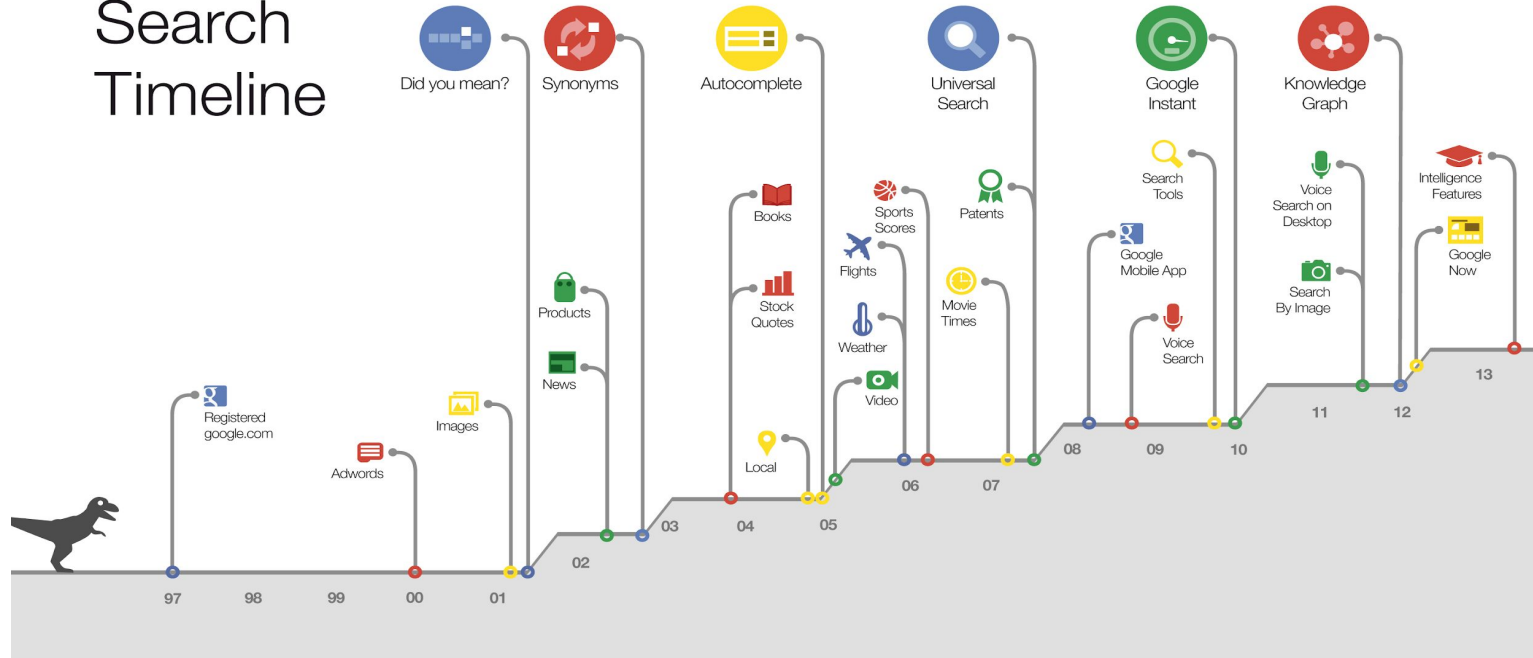 Search
Timeline
Did you mean?
Synonyms
Autocomplete
Universal
Search
Google
Instant
Knowledge
Graph
Registered
google.com
Adwords
Images
Products
News
Books
Stock
Quotes
Local
Sports
Scores
Flights
Weather
Video
Patents
Movie
Times
Search
Tools
Google
Mobile App
Voice
Search
Voice
Search on
Desktop
Search
By Image
Intelligence
Features
Google
Now
97
98
99
00
01
02
03
04
05
06
07
08
09
10
11
12
13
g
g